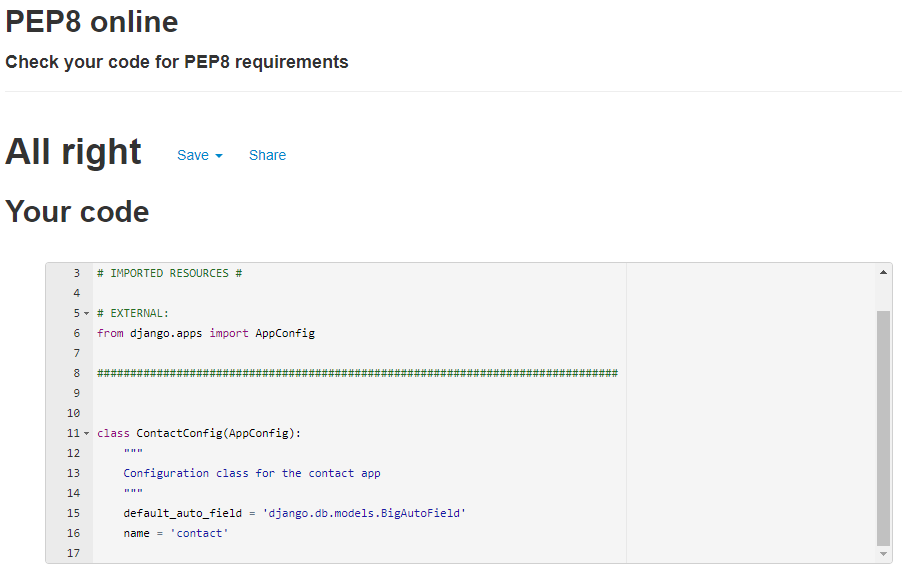 PEP8 online
Check your code for PEP8 requirements
All right Save Share
Your code
3 # IMPORTED RESOURCES #
4
5 # EXTERNAL:
6 from django.apps import AppConfig
7
8 ###############################################################################
9
10
11 class ContactConfig(AppConfig):
12 """
13 Configuration class for the contact app
14 """
15 default_auto_field = 'django.db.models.BigAutoField'
16 name = 'contact'
17